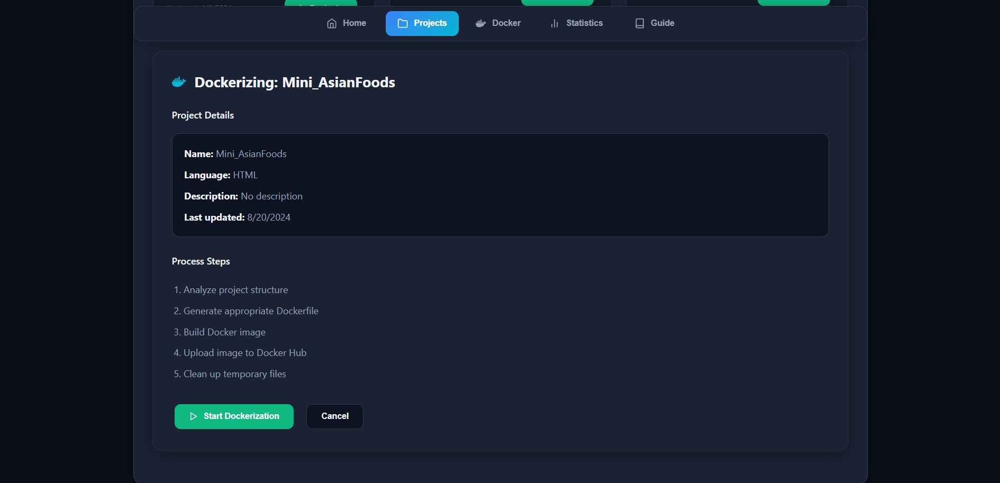 Home
Projects
Docker
Statistics
Guide
Dockerizing: Mini_AsianFoods
Project Details
Name: Mini_AsianFoods
Language: HTML
Description: No description
Last updated: 8/20/2024
Process Steps
1. Analyze project structure
2. Generate appropriate Dockerfile
3. Build Docker image
4. Upload image to Docker Hub
5. Clean up temporary files
Start Dockerization
Cancel